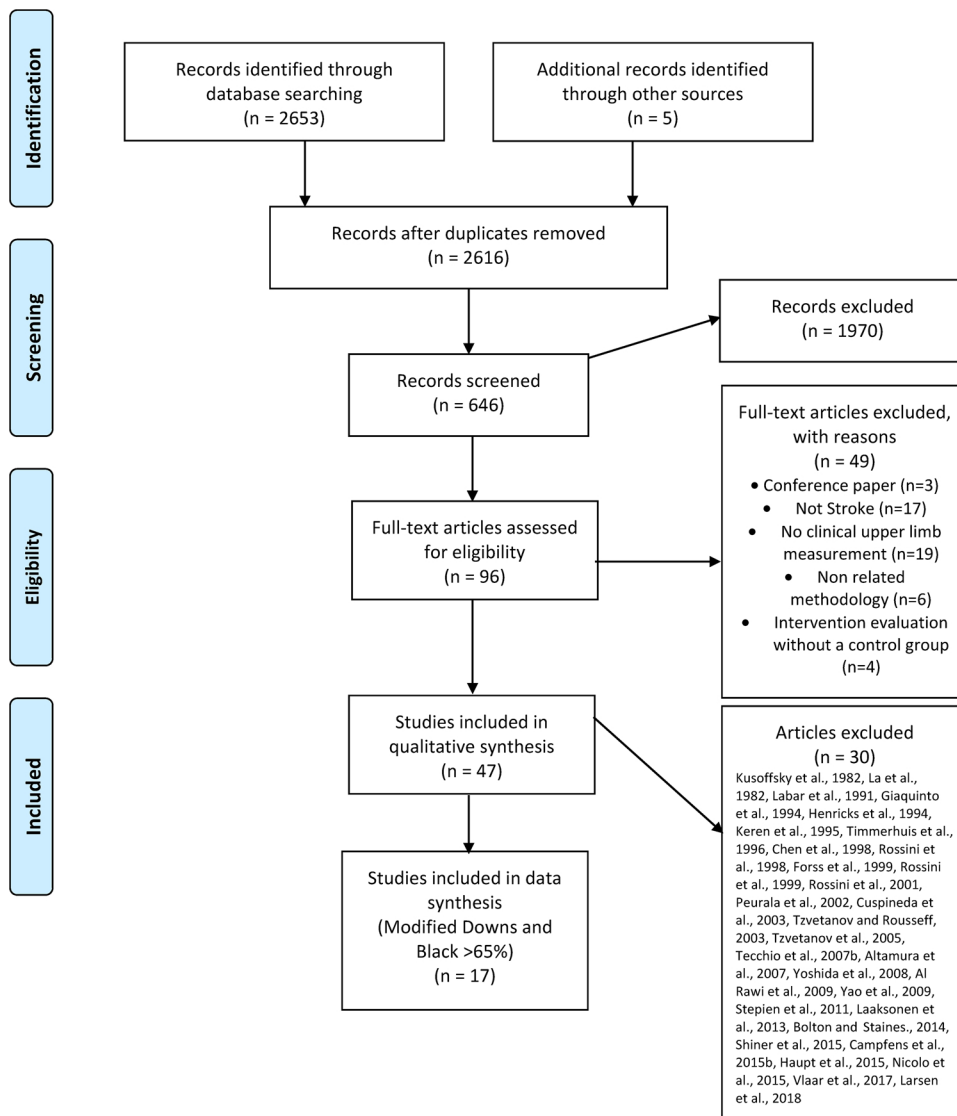 Identification
Records identified through
database searching
(n = 2653)
Additional records identified
through other sources
(n = 5)
Records after duplicates removed
(n = 2616)
Screening
Records excluded
(n = 1970)
Records screened
(n = 646)
Full-text articles excluded,
with reasons
(n = 49)
• Conference paper (n=3)
• Not Stroke (n=17)
• No clinical upper limb
measurement (n=19)
• Non related
methodology (n=6)
• Intervention evaluation
without a control group
(n=4)
Eligibility
Full-text articles assessed
for eligibility
(n = 96)
Included
Studies included in
qualitative synthesis
(n = 47)
Articles excluded
(n = 30)
Kusoffsky et al., 1982, La et al.,
1982, Labar et al., 1991, Giaquinto
et al., 1994, Henricks et al., 1994,
Keren et al., 1995, Timmerhuis et al.,
1996, Chen et al., 1998, Rossini et
al., 1998, Forss et al., 1999, Rossini
et al., 1999, Rossini et al., 2001,
Peurala et al., 2002, Cuspineda et al.,
2003, Tzvetanov and Rousseff,
2003, Tzvetanov et al., 2005,
Tecchio et al., 2007b, Altamura et
al., 2007, Yoshida et al., 2008, Al
Rawi et al., 2009, Yao et al., 2009,
Stepien et al., 2011, Laaksonen et
al., 2013, Bolton and Staines., 2014,
Shiner et al., 2015, Campfens et al.,
2015b, Haupt et al., 2015, Nicolo et
al., 2015, Vlaar et al., 2017, Larsen
et al., 2018
Studies included in data
synthesis
(Modified Downs and
Black >65%)
(n = 17)